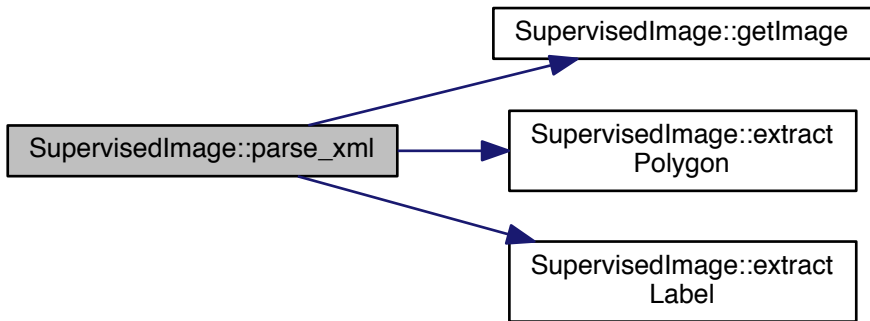 SupervisedImage::getImage
SupervisedImage::parse_xml
SupervisedImage::extract
Polygon
SupervisedImage::extract
Label